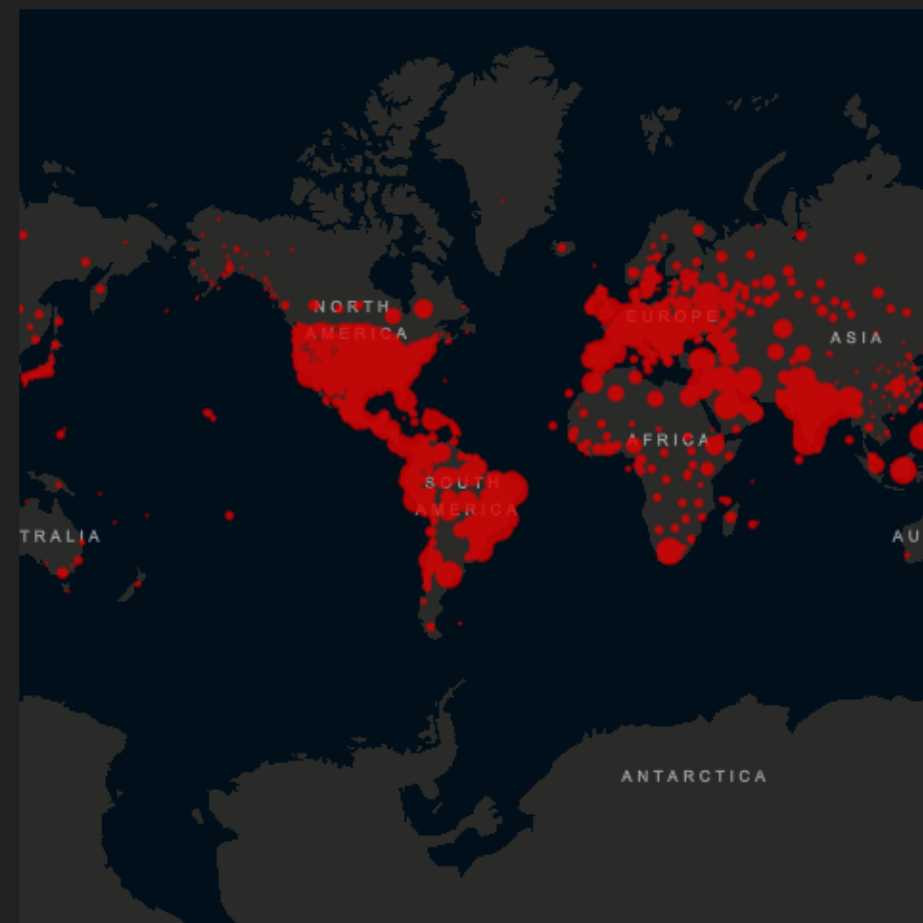 NORTH
AMERICA
EUROPE
ASIA
AFRICA
SOUTH
AMERICA
TRALIA
AU
ANTARCTICA